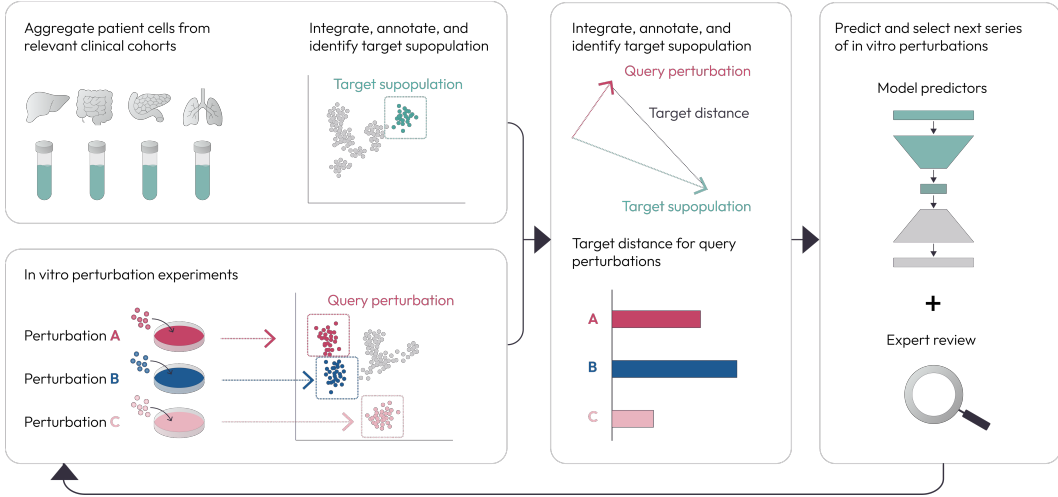 Aggregate patient cells from
relevant clinical cohorts
Integrate, annotate, and
identify target supopulation
Target supopulation
In vitro perturbation experiments
Query perturbation
Perturbation A
Perturbation B
Perturbation C
Integrate, annotate, and
identify target supopulation
Query perturbation
Target distance
Target supopulation
Target distance for query
perturbations
A
B
C
Predict and select next series
of in vitro perturbations
Model predictors
+
Expert review